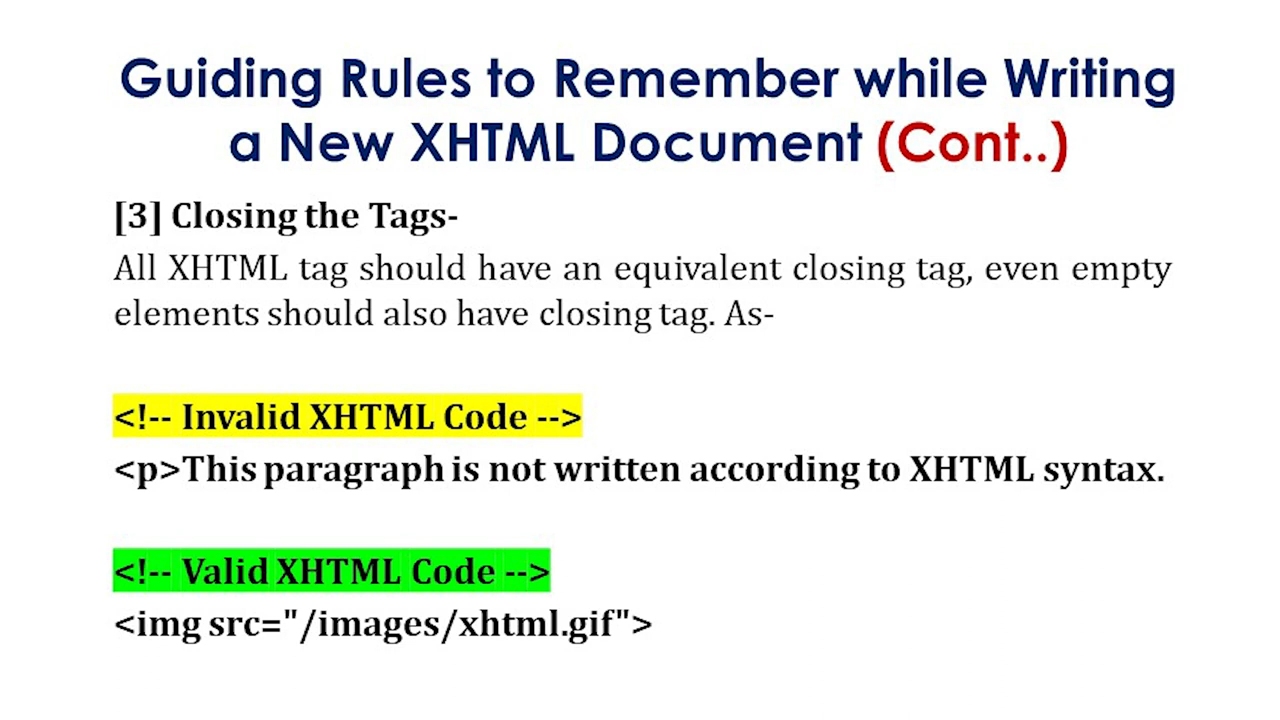 Guiding Rules to Remember while Writing
a New XHTML Document (Cont..)
[3] Closing the Tags-
All XHTML tag should have an equivalent closing tag, even empty
elements should also have closing tag. As-
<!-- Invalid XHTML Code -->
<p>This paragraph is not written according to XHTML syntax.
<!-- Valid XHTML Code -->
<img src="/images/xhtml.gif">